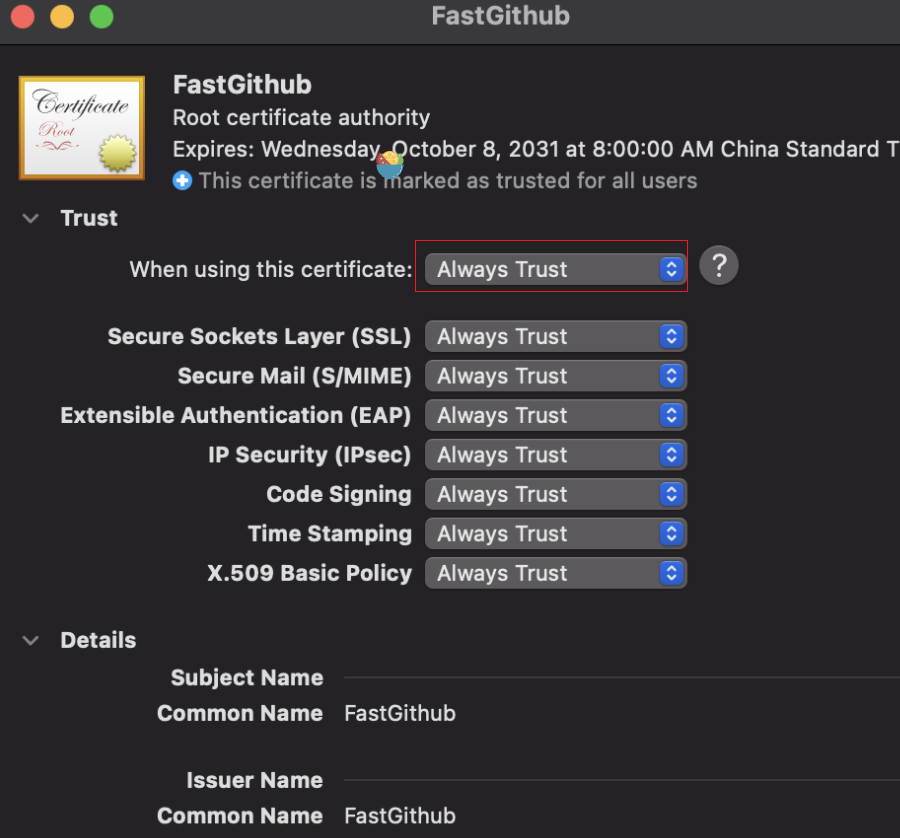 FastGithub
Certificate
Root
FastGithub
Root certificate authority
Expires: Wednesday, October 8, 2031 at 8:00:00 AM China Standard T
This certificate is marked as trusted for all users
Trust
When using this certificate: Always Trust ?
Secure Sockets Layer (SSL) Always Trust
Secure Mail (S/MIME) Always Trust
Extensible Authentication (EAP) Always Trust
IP Security (IPsec) Always Trust
Code Signing Always Trust
Time Stamping Always Trust
X.509 Basic Policy Always Trust
Details
Subject Name
Common Name FastGithub
Issuer Name
Common Name FastGithub